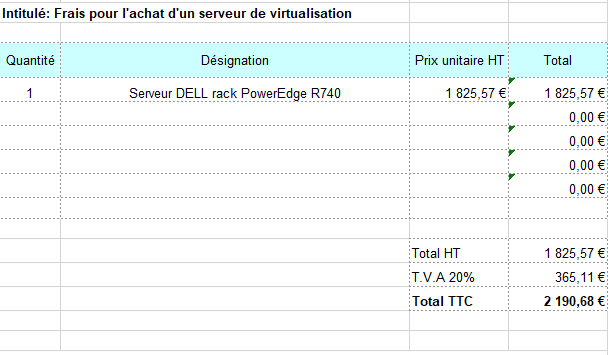 Intitulé: Frais pour l'achat d'un serveur de virtualisation
Quantité Désignation Prix unitaire HT Total
1 Serveur DELL rack PowerEdge R740 1 825,57 € 1 825,57 €
0,00 €
0,00 €
0,00 €
0,00 €
Total HT 1 825,57 €
T.V.A 20% 365,11 €
Total TTC 2 190,68 €